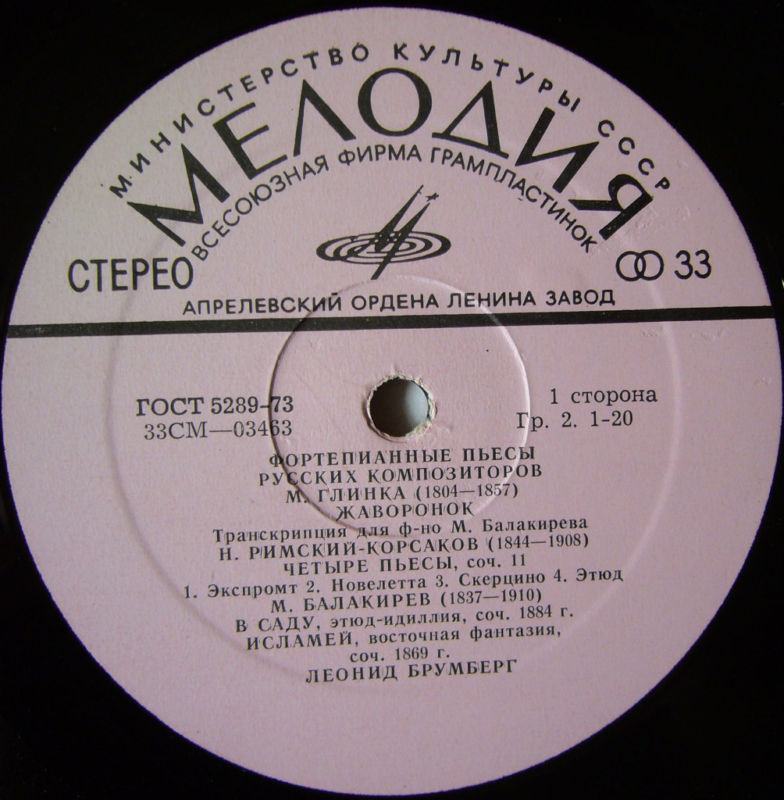 МИНИСТЕРСТВО КУЛЬТУРЫ СССР
МЕЛОДИЯ
ВСЕСОЮЗНАЯ ФИРМА ГРАМПЛАСТИНОК
СТЕРЕО
33
АПРЕЛЕВСКИЙ ОРДЕНА ЛЕНИНА ЗАВОД
ГОСТ 5289-73
1 сторона
33СМ—03463
Гр. 2. 1-20
ФОРТЕПИАННЫЕ ПЬЕСЫ
РУССКИХ КОМПОЗИТОРОВ
М. ГЛИНКА (1804—1857)
ЖАВОРОНОК
Транскрипция для ф-но М. Балакирева
Н. РИМСКИЙ-КОРСАКОВ (1844—1908)
ЧЕТЫРЕ ПЬЕСЫ, соч. 11
1. Экспромт 2. Новелетта 3. Скерцино 4. Этюд
М. БАЛАКИРЕВ (1837—1910)
В САДУ, этюд-идиллия, соч. 1884 г.
ИСЛАМЕЙ, восточная фантазия,
соч. 1869 г.
ЛЕОНИД БРУМБЕРГ